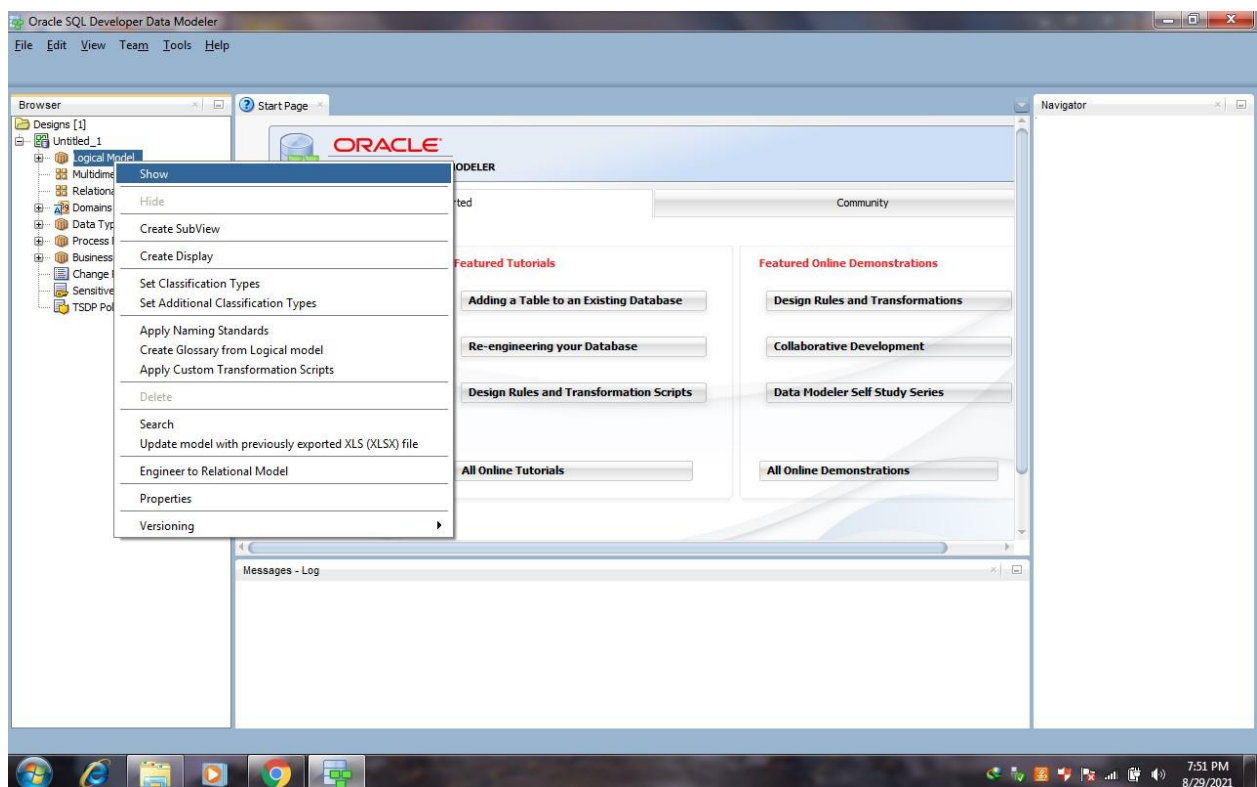 Oracle SQL Developer Data Modeler
File Edit View Team Tools Help
Browser
Designs [1]
Untitled_1
Logical Model
Multidime
Relationa
Domains
Data Typ
Process
Business
Change
Sensitive
TSDP Pol
Show
Hide
Create SubView
Create Display
Set Classification Types
Set Additional Classification Types
Apply Naming Standards
Create Glossary from Logical model
Apply Custom Transformation Scripts
Delete
Search
Update model with previously exported XLS (XLSX) file
Engineer to Relational Model
Properties
Versioning
Start Page
ORACLE
MODELER
rted
Community
Featured Tutorials
Adding a Table to an Existing Database
Re-engineering your Database
Design Rules and Transformation Scripts
All Online Tutorials
Featured Online Demonstrations
Design Rules and Transformations
Collaborative Development
Data Modeler Self Study Series
All Online Demonstrations
Messages - Log
Navigator
7:51 PM
8/29/2021